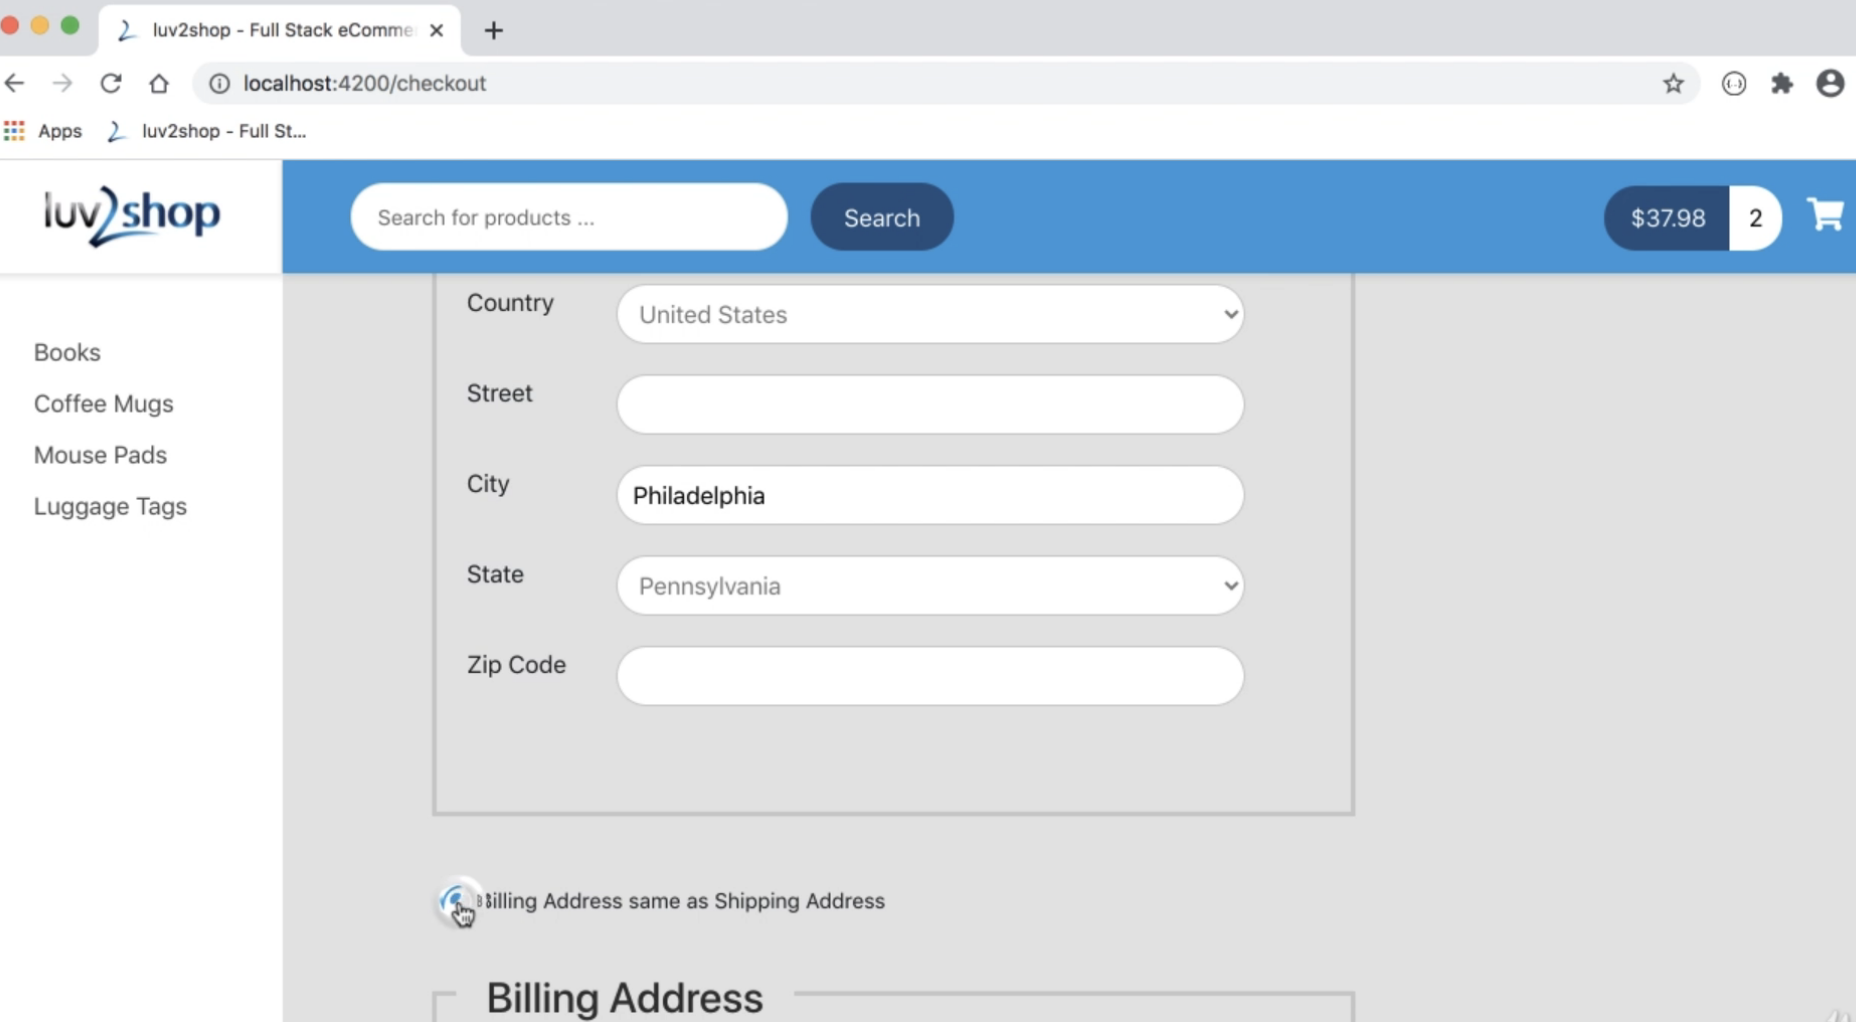 luv2shop - Full Stack eComme
localhost:4200/checkout
Apps
luv2shop - Full St...
luv2shop
Search for products ...
Search
$37.98
2
Books
Coffee Mugs
Mouse Pads
Luggage Tags
Country
United States
Street
City
Philadelphia
State
Pennsylvania
Zip Code
Billing Address same as Shipping Address
Billing Address